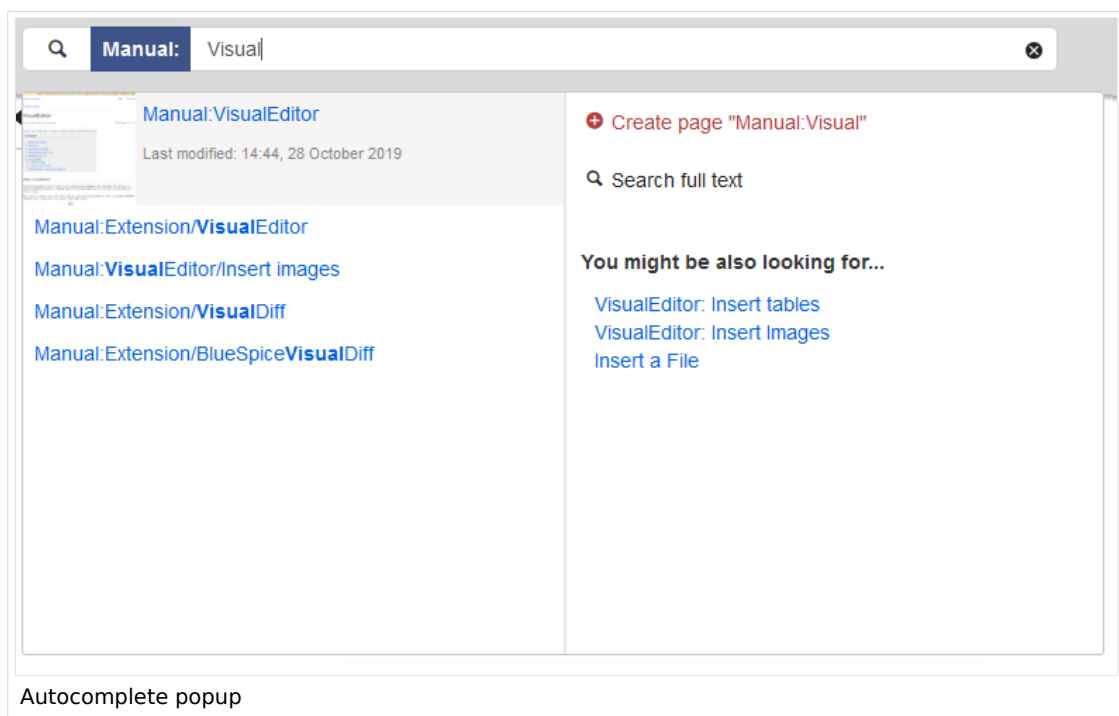 Manual: Visual
Manual:VisualEditor
Last modified: 14:44, 28 October 2019
Manual:Extension/VisualEditor
Manual:VisualEditor/Insert images
Manual:Extension/VisualDiff
Manual:Extension/BlueSpiceVisualDiff
Create page "Manual:Visual"
Search full text
You might be also looking for...
VisualEditor: Insert tables
VisualEditor: Insert Images
Insert a File
Autocomplete popup